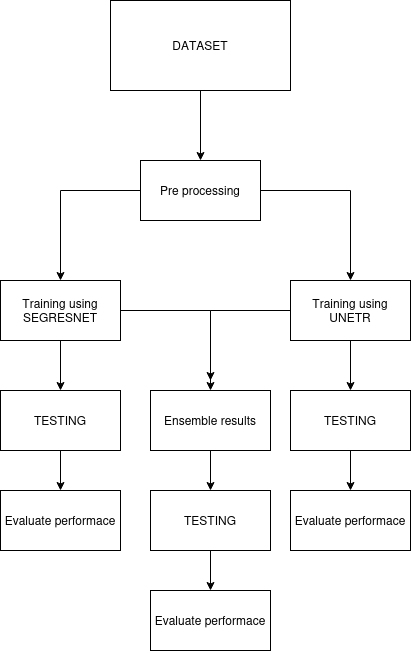 DATASET
Pre processing
Training using
SEGRESNET
Training using
UNETR
TESTING
Ensemble results
TESTING
Evaluate performace
TESTING
Evaluate performace
Evaluate performace